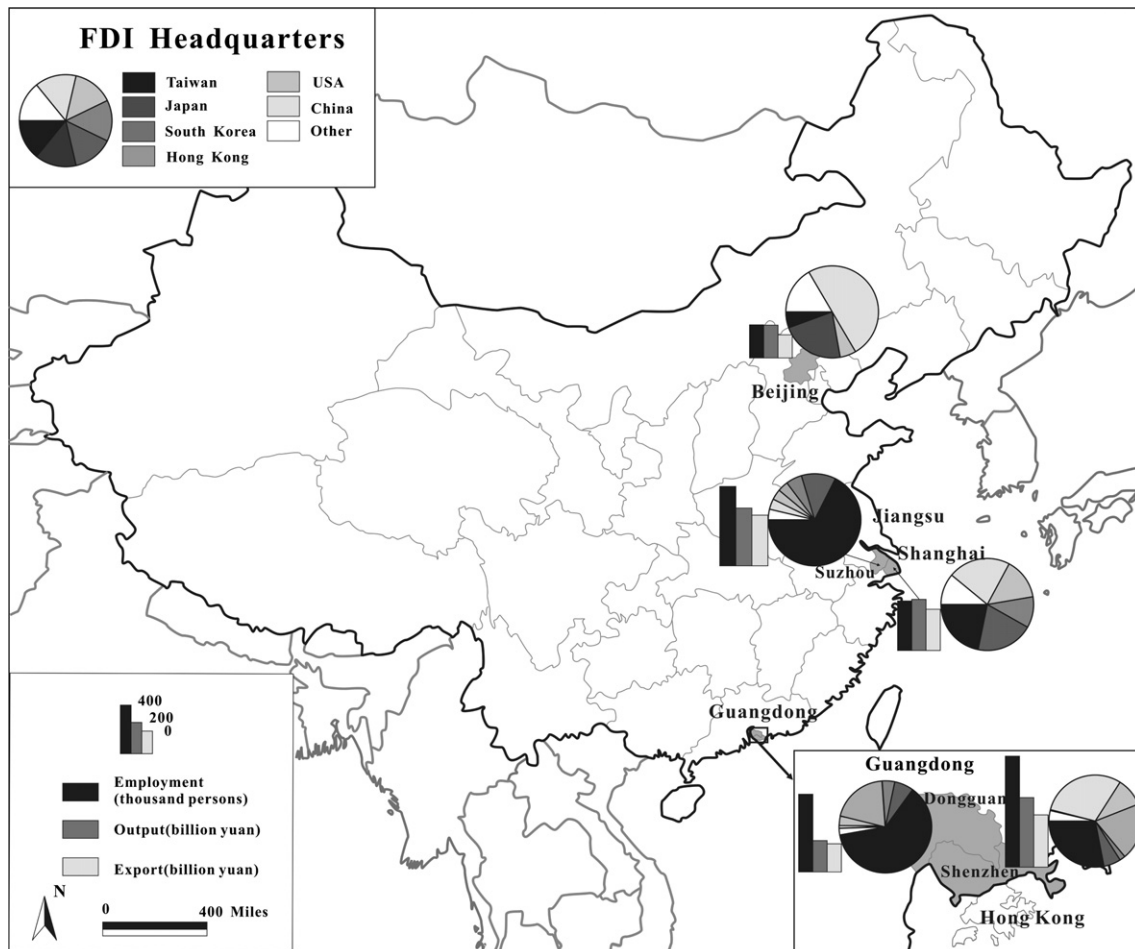 FDI Headquarters
Taiwan
Japan
South Korea
Hong Kong
USA
China
Other
Beijing
Jiangsu
Shanghai
Suzhou
Guangdong
400
200
0
Employment
(thousand persons)
Output(billion yuan)
Export(billion yuan)
N
0 400 Miles
Guangdong
Dongguan
Shenzhen
Hong Kong